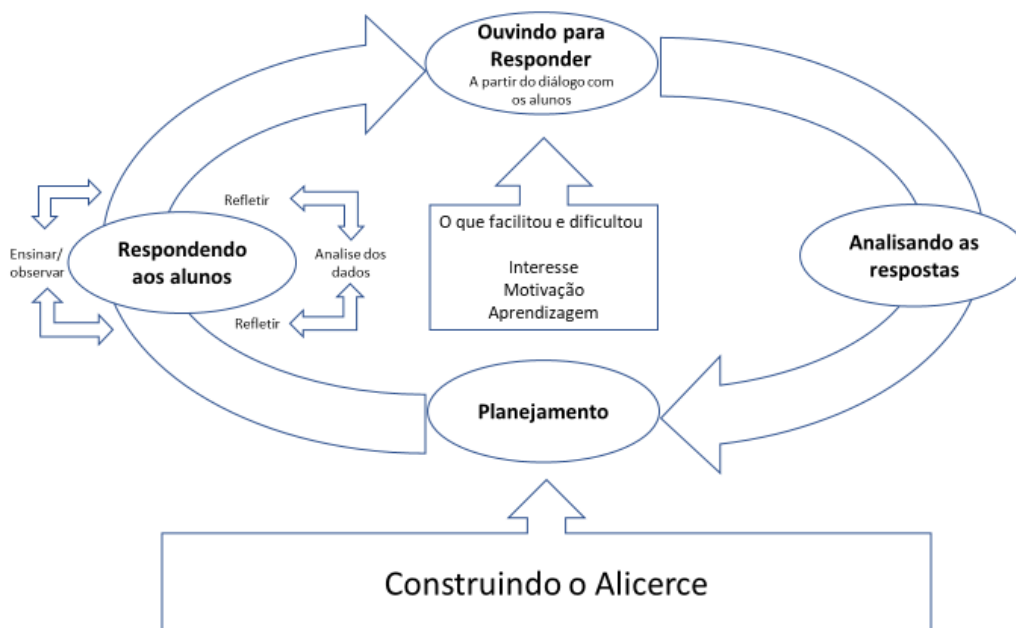 Ouvindo para
Responder
A partir do diálogo com
os alunos
Refletir
O que facilitou e dificultou
Ensinar/
observar
Respondendo
aos alunos
Analise dos
dados
Analisando as
respostas
Interesse
Motivação
Aprendizagem
Refletir
Planejamento
Construindo o Alicerce